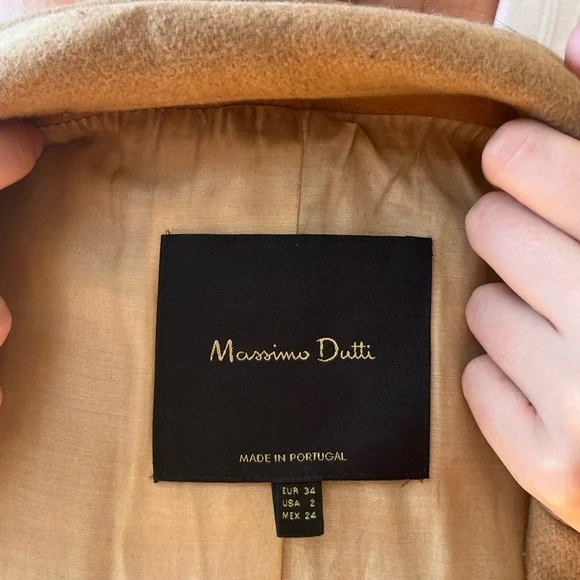 Massimo Dutti
MADE IN PORTUGAL
EUR 34
USA 2
MEX 24